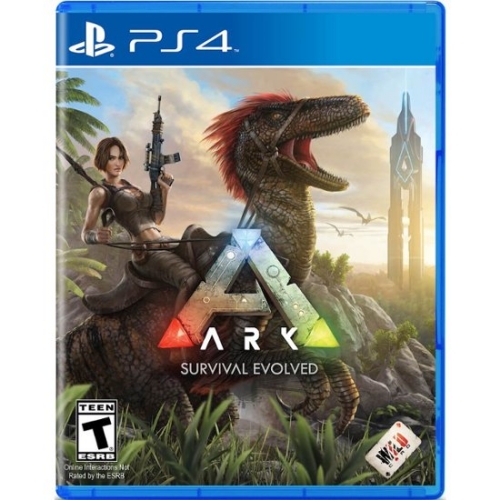 PS4
ARK
SURVIVAL EVOLVED
TEEN
T
ESRB
Online Interactions Not
Rated by the ESRB